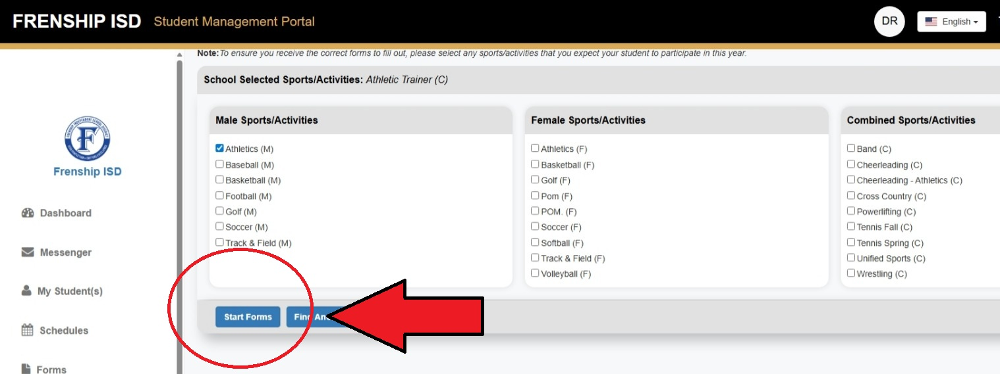 FRENSHIP ISD Student Management Portal
DR
English
Note: To ensure you receive the correct forms to fill out, please select any sports/activities that you expect your student to participate in this year.
School Selected Sports/Activities: Athletic Trainer (C)
Frenship ISD
Dashboard
Messenger
My Student(s)
Schedules
Forms
Male Sports/Activities
Athletics (M)
Baseball (M)
Basketball (M)
Football (M)
Golf (M)
Soccer (M)
Track & Field (M)
Female Sports/Activities
Athletics (F)
Basketball (F)
Golf (F)
Pom (F)
POM. (F)
Soccer (F)
Softball (F)
Track & Field (F)
Volleyball (F)
Combined Sports/Activities
Band (C)
Cheerleading (C)
Cheerleading - Athletics (C)
Cross Country (C)
Powerlifting (C)
Tennis Fall (C)
Tennis Spring (C)
Unified Sports (C)
Wrestling (C)
Start Forms
Find